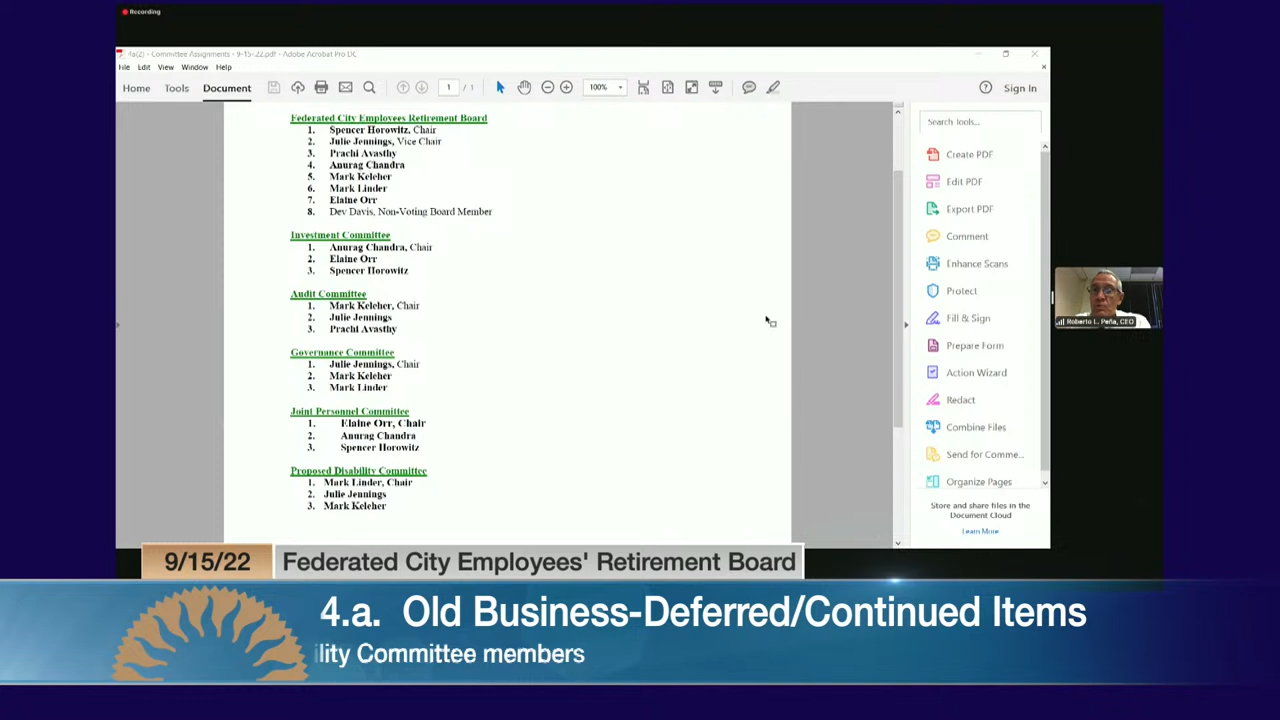 Recording
4a(2) - Committee Assignments - 9-15-22.pdf - Adobe Acrobat Pro DC
File Edit View Window Help
Home Tools Document 1 / 1 100% Sign In
Federated City Employees Retirement Board
1. Spencer Horowitz, Chair
2. Julie Jennings, Vice Chair
3. Prachi Avasthy
4. Anurag Chandra
5. Mark Keleher
6. Mark Linder
7. Elaine Orr
8. Dev Davis, Non-Voting Board Member
Investment Committee
1. Anurag Chandra, Chair
2. Elaine Orr
3. Spencer Horowitz
Audit Committee
1. Mark Keleher, Chair
2. Julie Jennings
3. Prachi Avasthy
Governance Committee
1. Julie Jennings, Chair
2. Mark Keleher
3. Mark Linder
Joint Personnel Committee
1. Elaine Orr, Chair
2. Anurag Chandra
3. Spencer Horowitz
Proposed Disability Committee
1. Mark Linder, Chair
2. Julie Jennings
3. Mark Keleher
Search Tools...
Create PDF
Edit PDF
Export PDF
Comment
Enhance Scans
Protect
Fill & Sign
Prepare Form
Action Wizard
Redact
Combine Files
Send for Comme...
Organize Pages
Store and share files in the
Document Cloud
Learn More
Roberto L. Peña, CEO
9/15/22 Federated City Employees' Retirement Board
4.a. Old Business-Deferred/Continued Items
ility Committee members